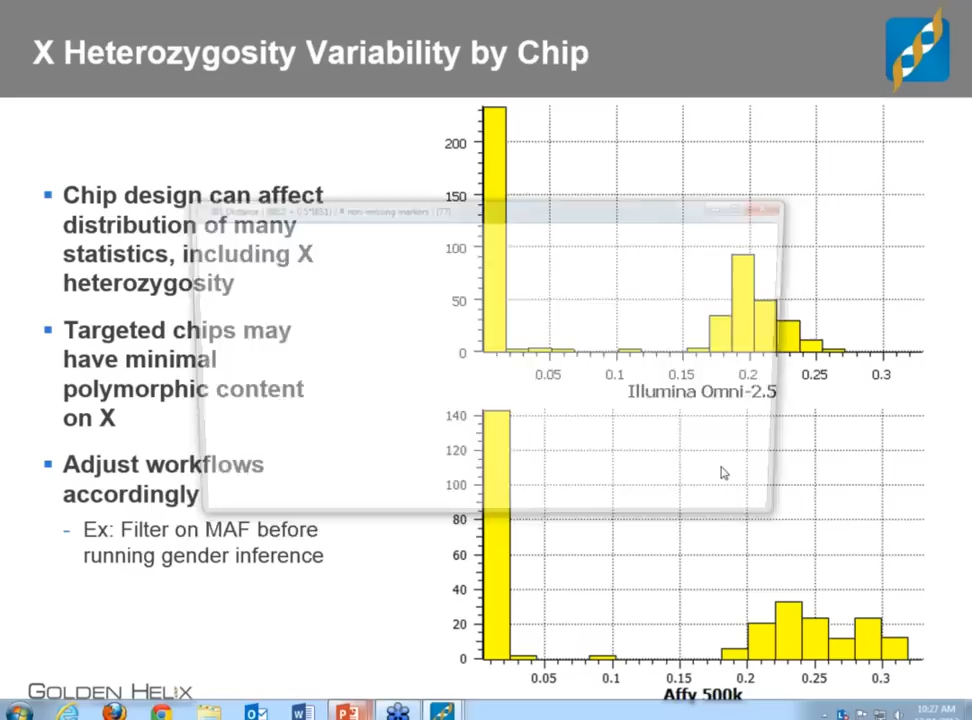 X Heterozygosity Variability by Chip
Chip design can affect
distribution of many
statistics, including X
heterozygosity
Targeted chips may
have minimal
polymorphic content
on X
Adjust workflows
accordingly
- Ex: Filter on MAF before
running gender inference
200
150
100
50
0
0.05 0.1 0.15 0.2 0.25 0.3
Illumina Omni-2.5
140
120
100
80
60
40
20
0
0.05 0.1 0.15 0.2 0.25 0.3
Affy 500k
GOLDEN HELIX
10:27 AM